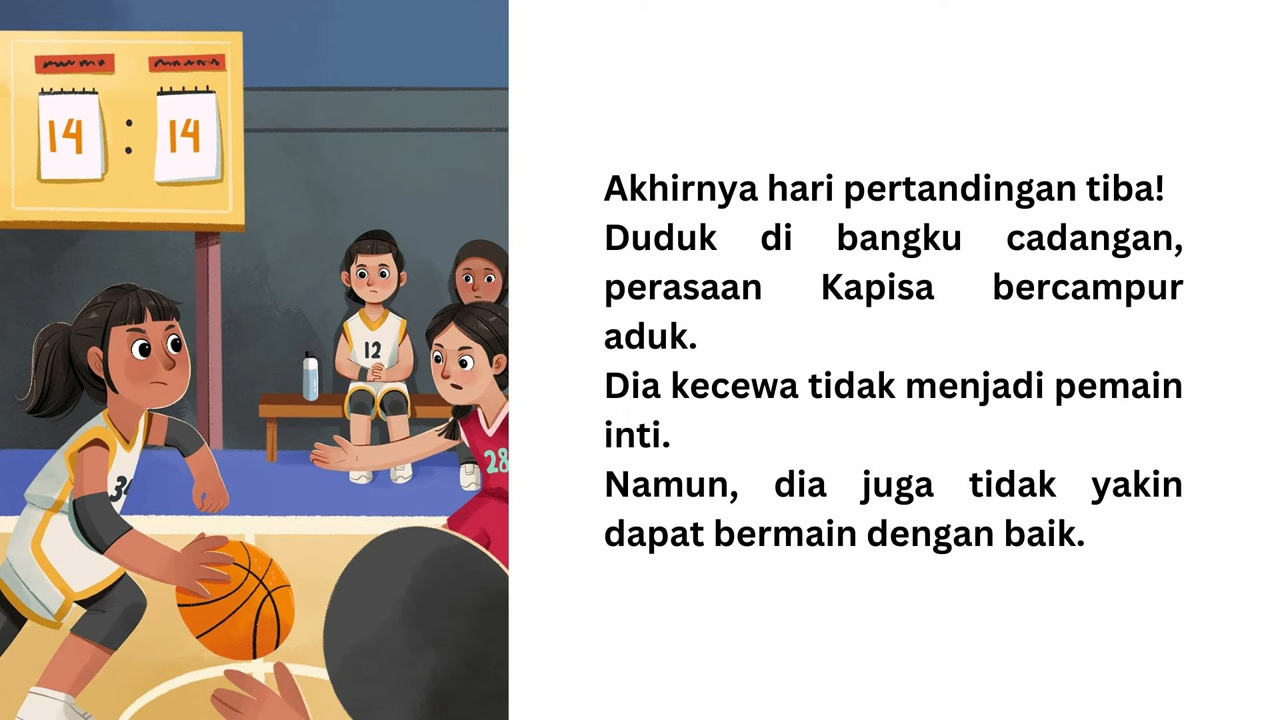 14 : 14
12
34
28
Akhirnya hari pertandingan tiba!
Duduk di bangku cadangan,
perasaan Kapisa bercampur
aduk.
Dia kecewa tidak menjadi pemain
inti.
Namun, dia juga tidak yakin
dapat bermain dengan baik.